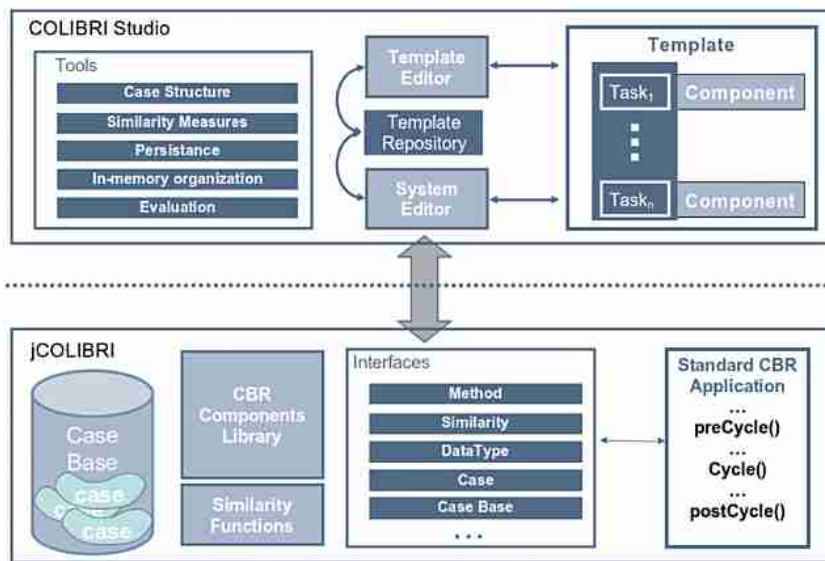 COLIBRI Studio
Tools
Case Structure
Similarity Measures
Persistance
In-memory organization
Evaluation
Template
Editor
Template
Repository
System
Editor
Template
Task1
Component
Taskn
Component
jCOLIBRI
Case
Base
case
case
case
CBR
Components
Library
Similarity
Functions
Interfaces
Method
Similarity
DataType
Case
Case Base
...
Standard CBR
Application
...
preCycle()
...
Cycle()
...
postCycle()